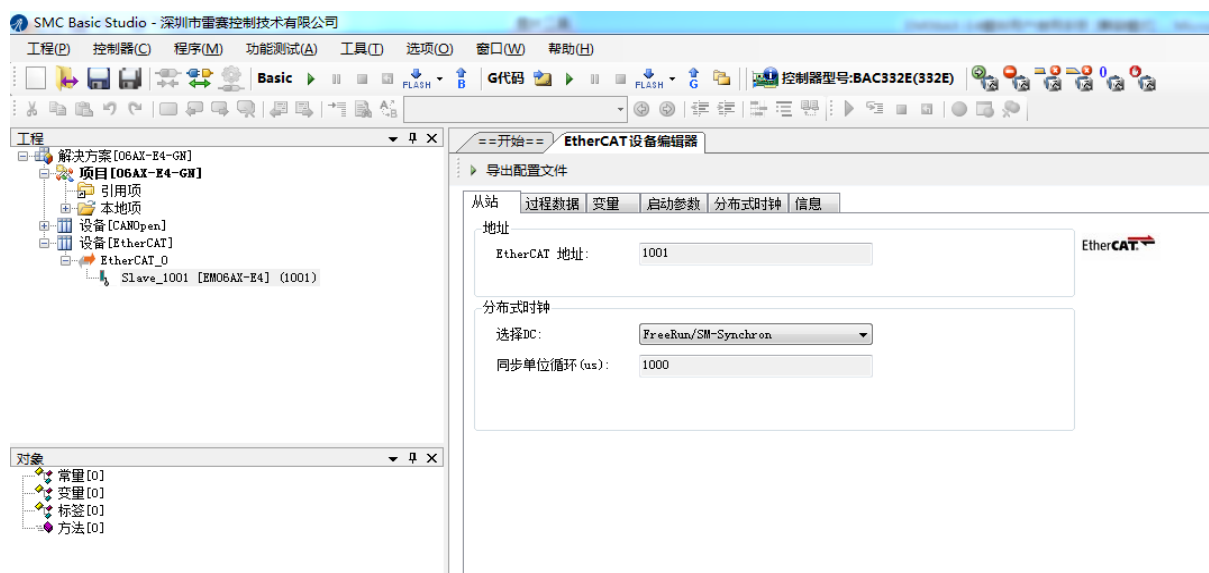 SMC Basic Studio - 深圳市雷赛控制技术有限公司
工程(P) 控制器(C) 程序(M) 功能测试(A) 工具(T) 选项(O) 窗口(W) 帮助(H)
Basic FLASH B G代码 FLASH G 控制器型号:BAC332E(332E)
工程
解决方案[06AX-E4-GN]
项目[06AX-E4-GN]
引用项
本地项
设备[CANOpen]
设备[EtherCAT]
EtherCAT_0
Slave_1001 [EM06AX-E4] (1001)
对象
常量[0]
变量[0]
标签[0]
方法[0]
==开始== EtherCAT设备编辑器
导出配置文件
从站 过程数据 变量 启动参数 分布式时钟 信息
地址
EtherCAT 地址: 1001
EtherCAT
分布式时钟
选择DC: FreeRun/SM-Synchron
同步单位循环(us): 1000